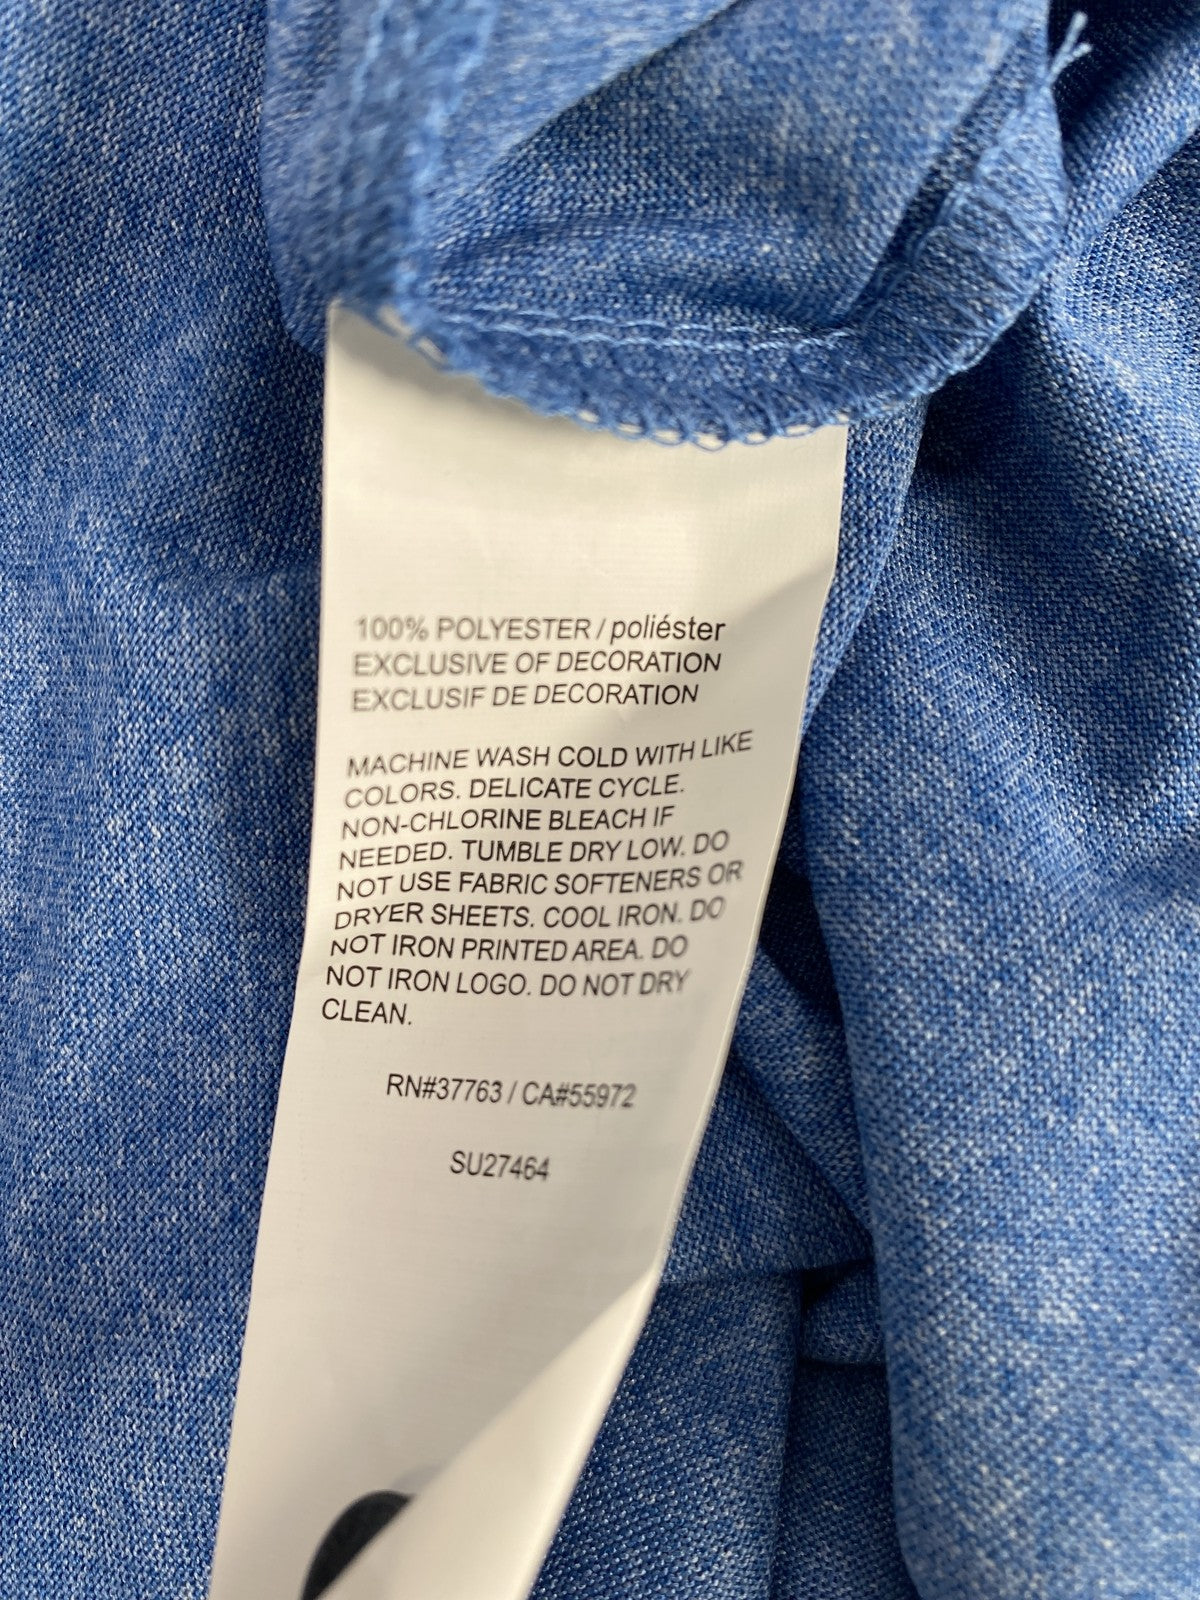 100% POLYESTER / poliéster
EXCLUSIVE OF DECORATION
EXCLUSIF DE DECORATION
MACHINE WASH COLD WITH LIKE
COLORS. DELICATE CYCLE.
NON-CHLORINE BLEACH IF
NEEDED. TUMBLE DRY LOW. DO
NOT USE FABRIC SOFTENERS OR
DRYER SHEETS. COOL IRON. DO
NOT IRON PRINTED AREA. DO
NOT IRON LOGO. DO NOT DRY
CLEAN.
RN#37763 / CA#55972
SU27464